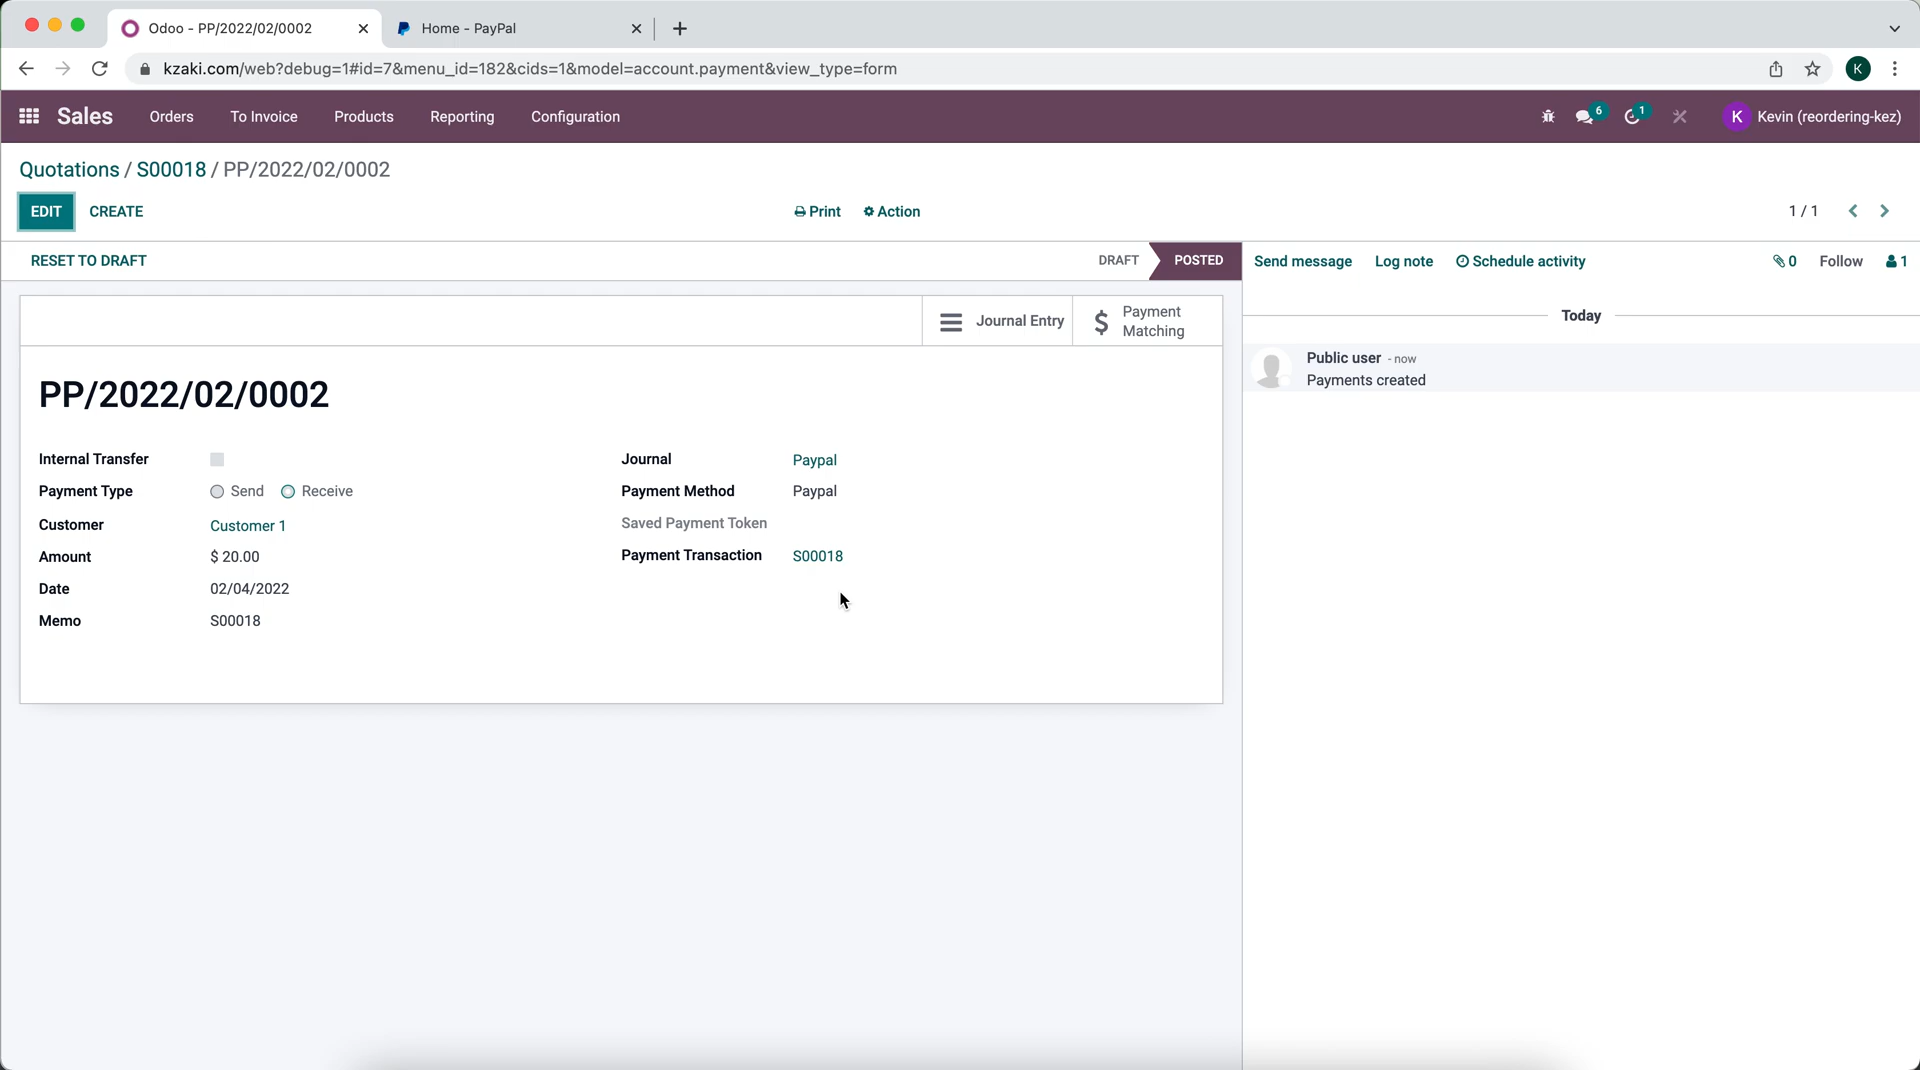 Odoo - PP/2022/02/0002
Home - PayPal
kzaki.com/web?debug=1#id=7&menu_id=182&cids=1&model=account.payment&view_type=form
K
Sales Orders To Invoice Products Reporting Configuration 6 1 K Kevin (reordering-kez)
Quotations / S00018 / PP/2022/02/0002
EDIT CREATE Print Action 1 / 1
RESET TO DRAFT DRAFT POSTED Send message Log note Schedule activity 0 Follow 1
Journal Entry
Payment
Matching
Today
Public user - now
Payments created
PP/2022/02/0002
Internal Transfer
Payment Type Send Receive
Customer Customer 1
Amount $ 20.00
Date 02/04/2022
Memo S00018
Journal Paypal
Payment Method Paypal
Saved Payment Token
Payment Transaction S00018